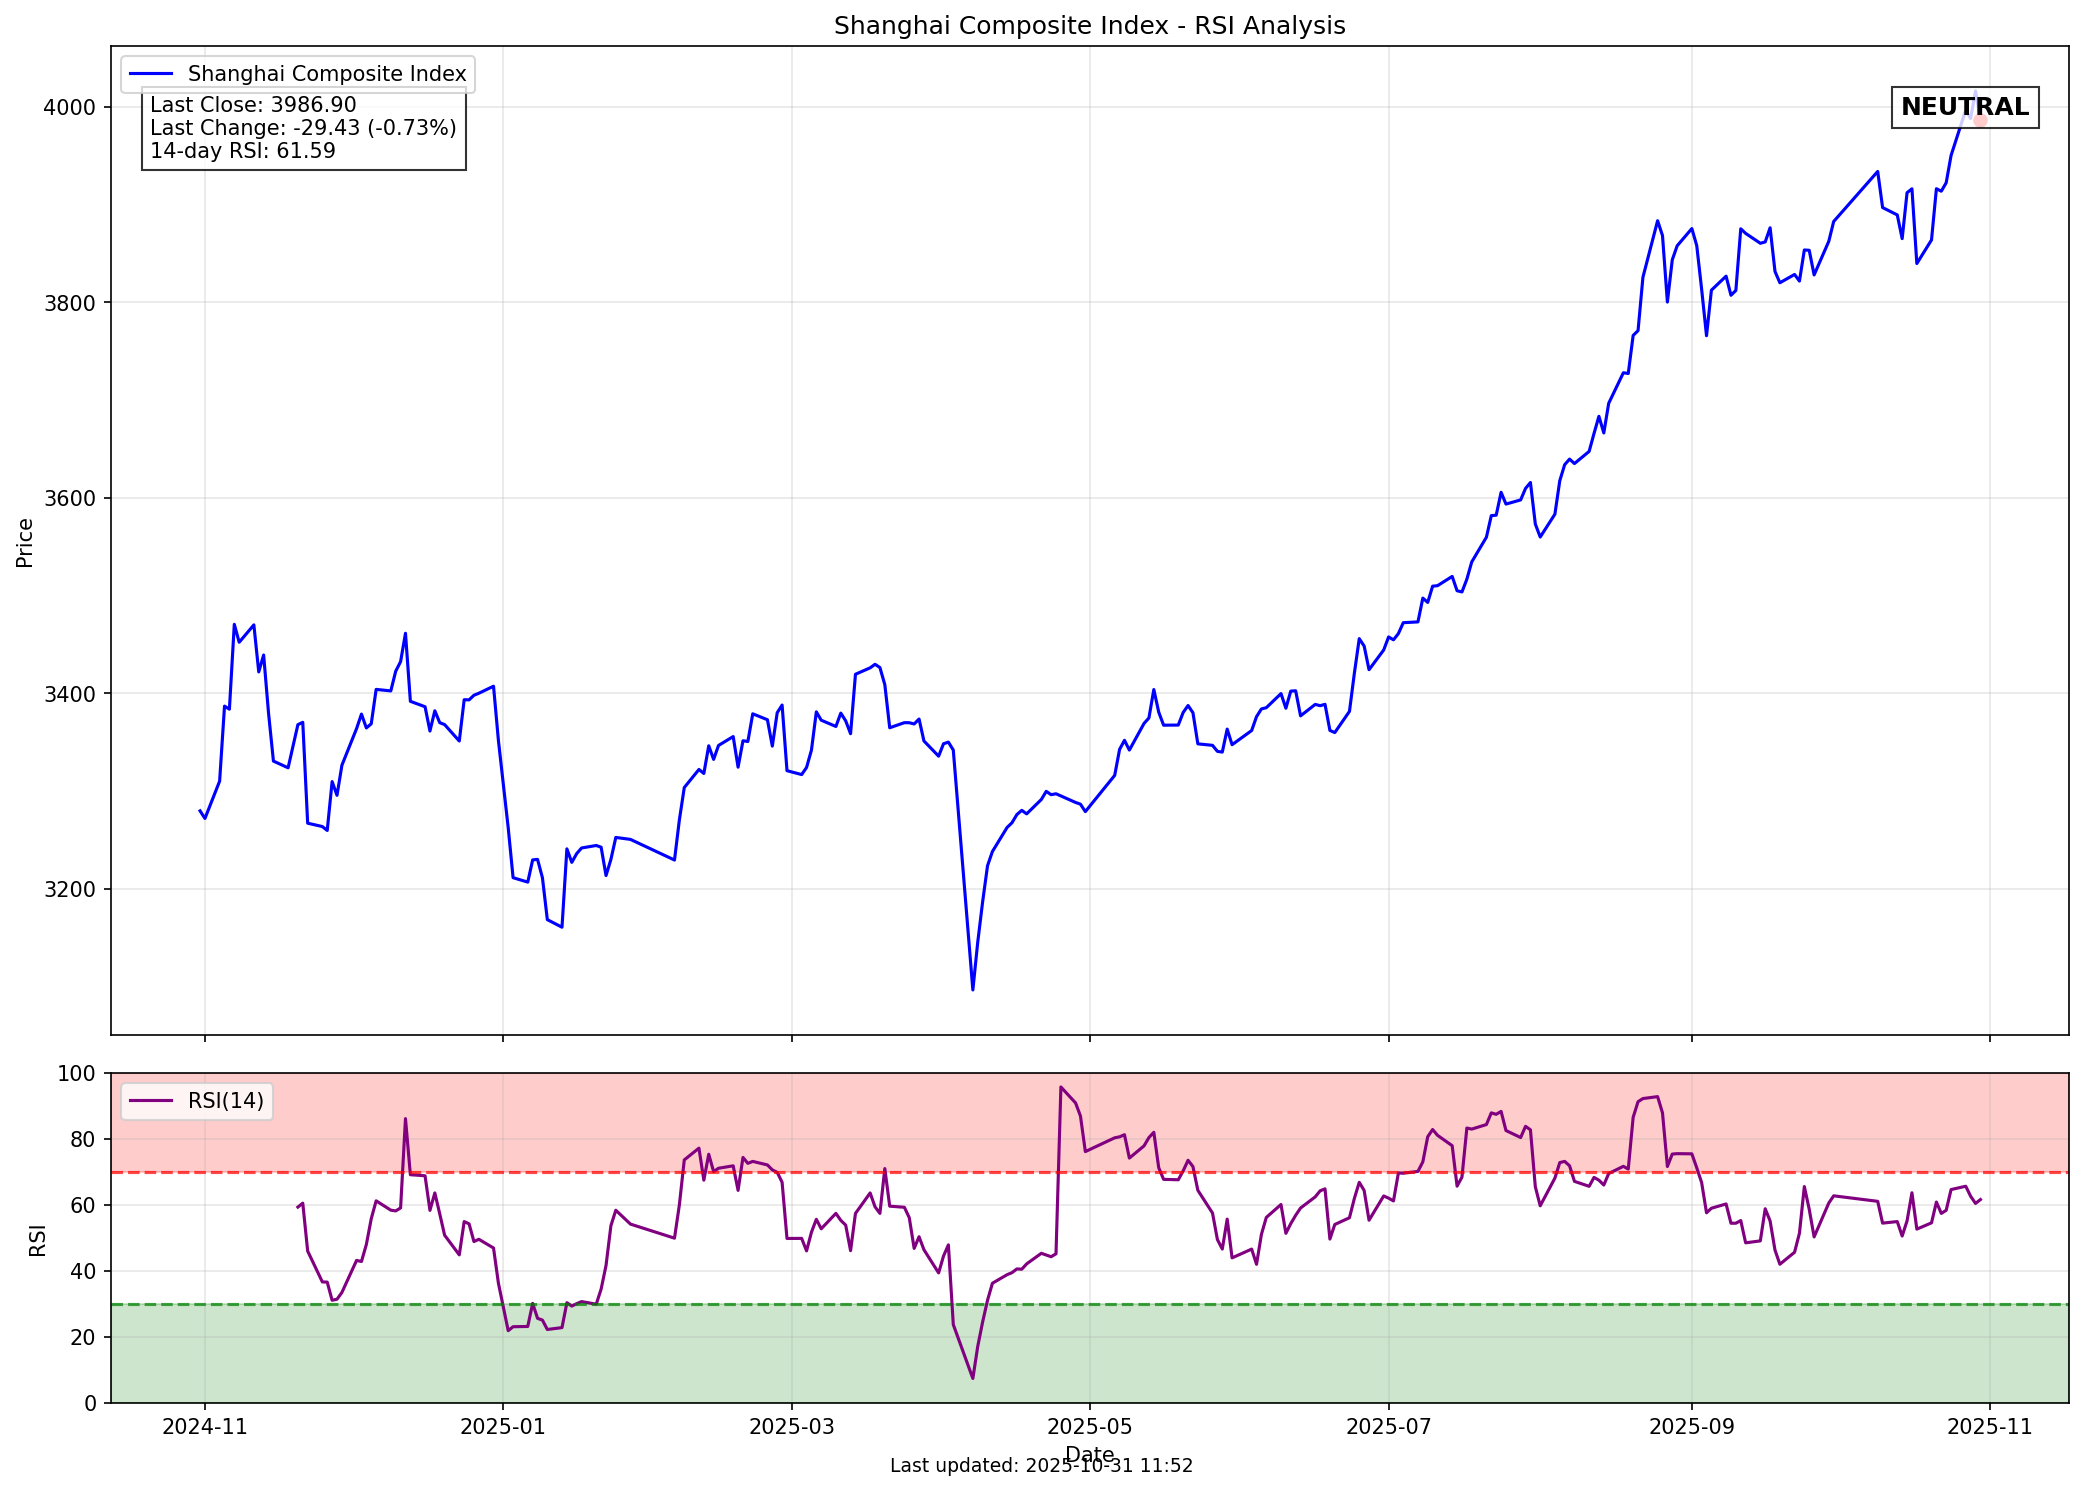 Shanghai Composite Index - RSI Analysis
Shanghai Composite Index
Last Close: 3986.90
Last Change: -29.43 (-0.73%)
14-day RSI: 61.59
NEUTRAL
4000
3800
3600
3400
3200
Price
RSI(14)
100
80
60
40
20
0
RSI
2024-11
2025-01
2025-03
2025-05
2025-07
2025-09
2025-11
Date
Last updated: 2025-10-31 11:52